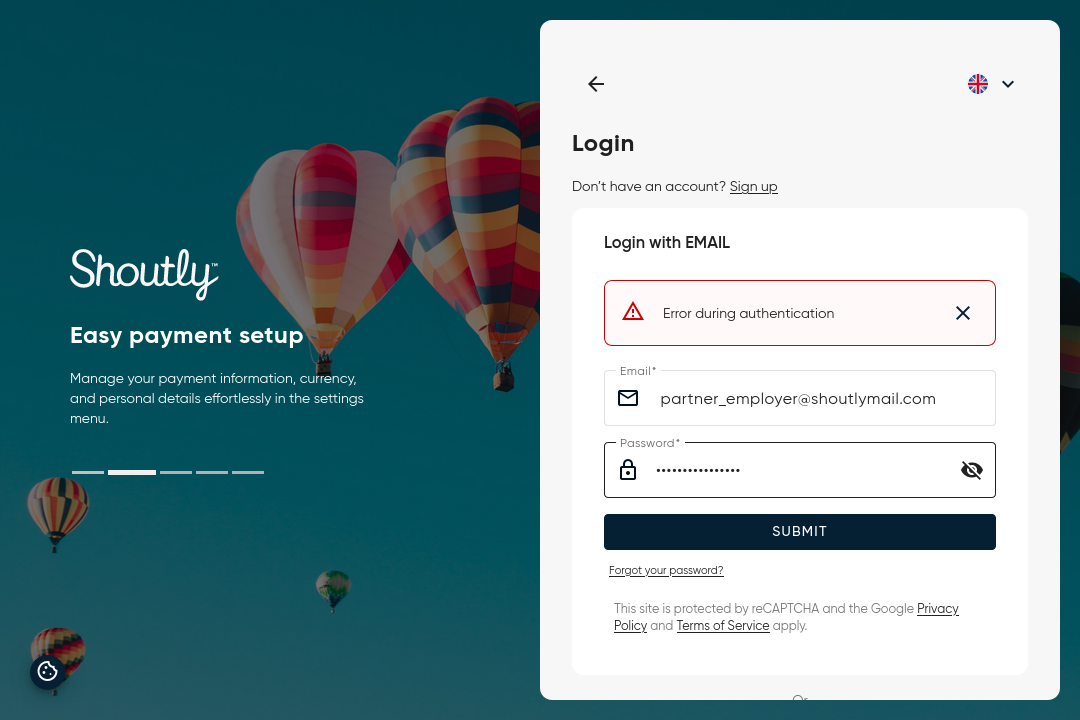 Shoutly™
Easy payment setup
Manage your payment information, currency,
and personal details effortlessly in the settings
menu.
Login
Don’t have an account? Sign up
Login with EMAIL
Error during authentication
Email*
partner_employer@shoutlymail.com
Password*
••••••••••••••••
SUBMIT
Forgot your password?
This site is protected by reCAPTCHA and the Google Privacy
Policy and Terms of Service apply.
Or